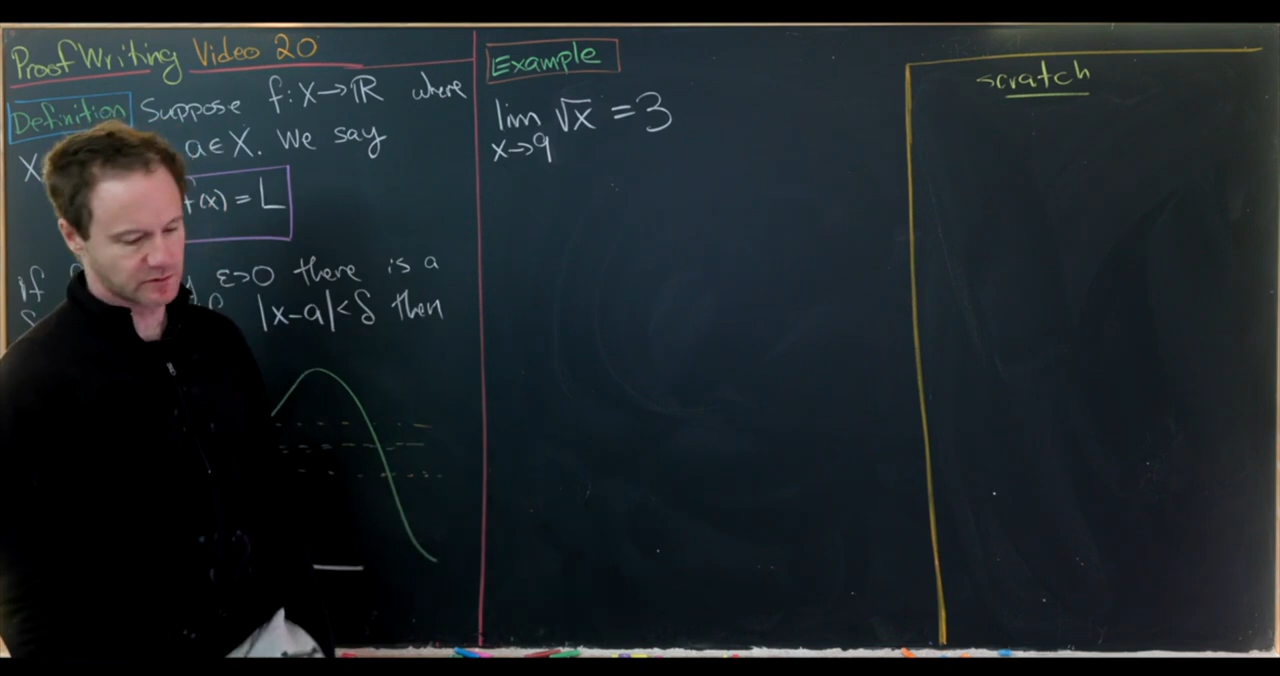 Proof Writing Video 20
Definition Suppose f: X→ℝ where
X a∈X. We say
(x) = L
If ε>0 there is a
|x-a|<δ then
Example
lim √x = 3
x→9
scratch